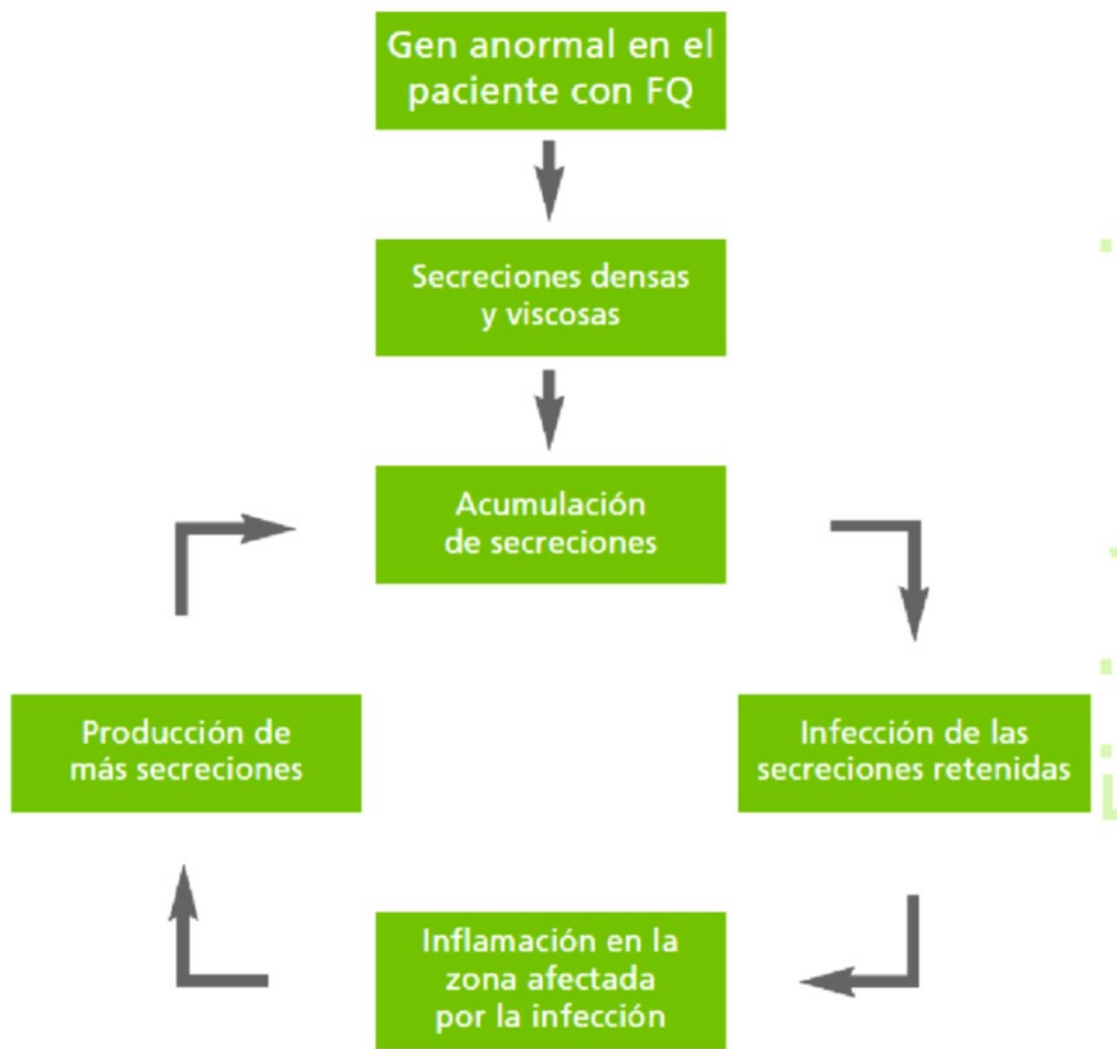 Gen anormal en el
paciente con FQ
Secreciones densas
y viscosas
Acumulación
de secreciones
Infección de las
secreciones retenidas
Inflamación en la
zona afectada
por la infección
Producción de
más secreciones